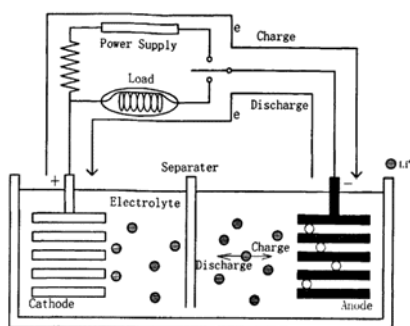 e
Charge
Power Supply
Load
Discharge
e
+
Separater
−
Li⁺
Electrolyte
Charge
Discharge
Cathode
Anode